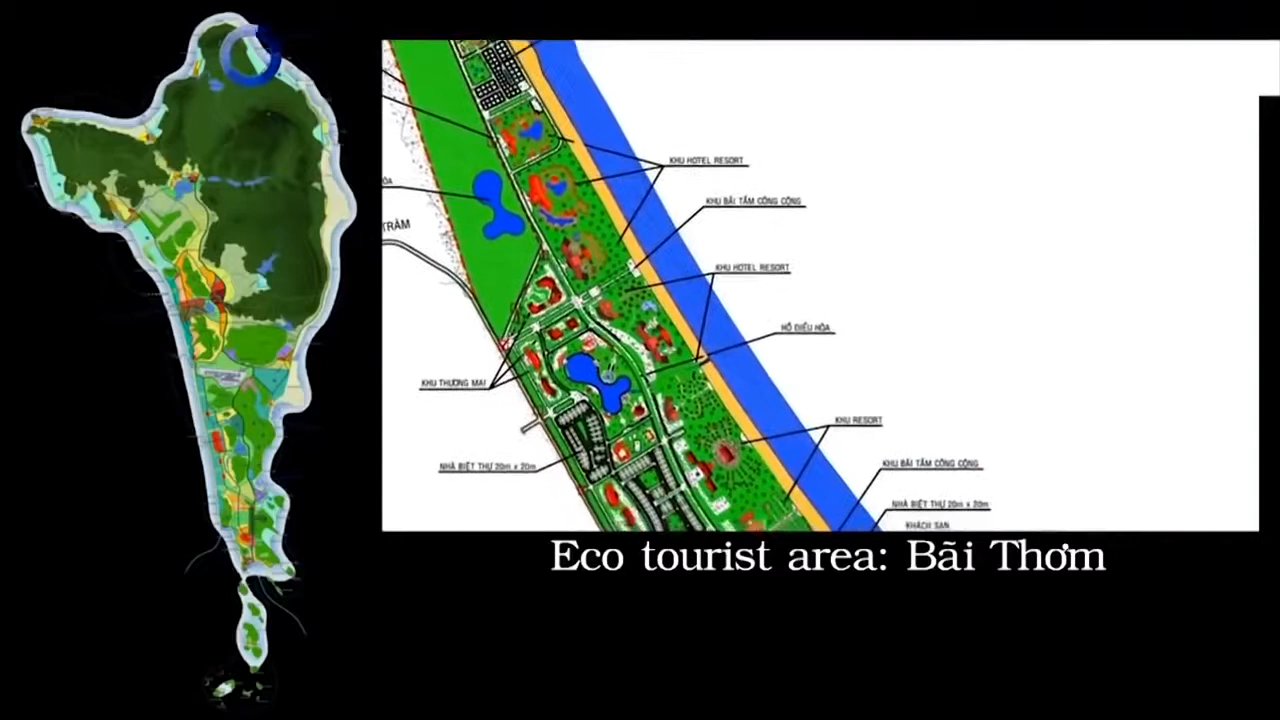 KHU HOTEL RESORT
KHU BÃI TẮM CÔNG CỘNG
TRÀM
KHU HOTEL RESORT
HỒ ĐIỀU HÒA
KHU THƯƠNG MẠI
KHU RESORT
NHÀ BIỆT THỰ 20m x 20m
KHU BÃI TẮM CÔNG CỘNG
NHÀ BIỆT THỰ 20m x 20m
KHÁCH SẠN
Eco tourist area: Bãi Thơm